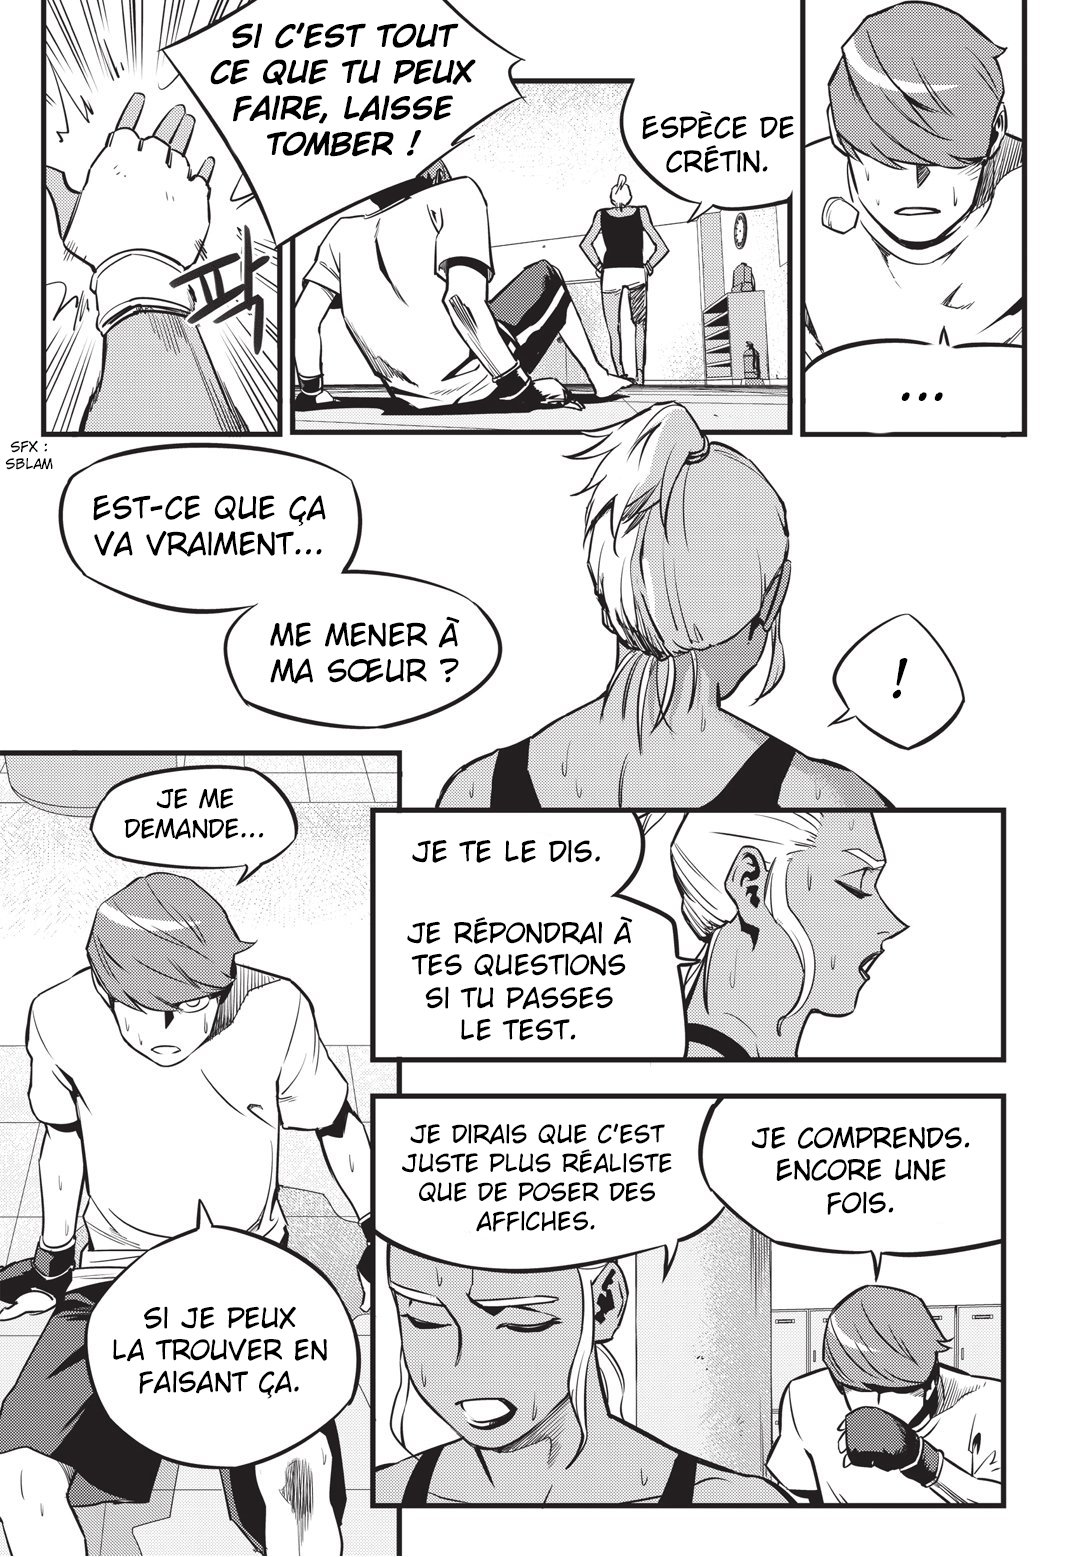 SI C'EST TOUT
CE QUE TU PEUX
FAIRE, LAISSE
TOMBER !
ESPÈCE DE
CRÉTIN.
...
퍽
SFX :
SBLAM
EST-CE QUE ÇA
VA VRAIMENT...
ME MENER À
MA SŒUR ?
!
JE ME
DEMANDE...
SI JE PEUX
LA TROUVER EN
FAISANT ÇA.
JE TE LE DIS.
JE RÉPONDRAI À
TES QUESTIONS
SI TU PASSES
LE TEST.
JE DIRAIS QUE C'EST
JUSTE PLUS RÉALISTE
QUE DE POSER DES
AFFICHES.
JE COMPRENDS.
ENCORE UNE
FOIS.